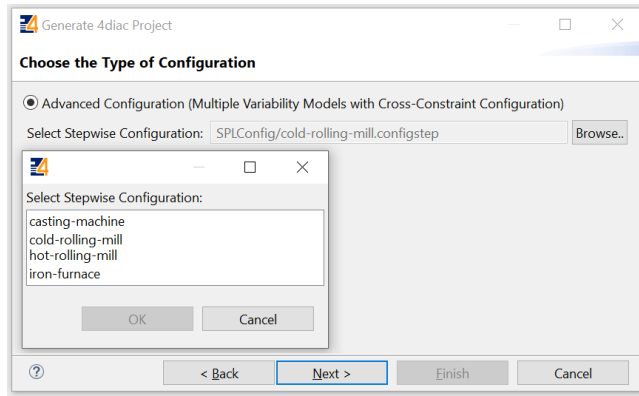 Generate 4diac Project
Choose the Type of Configuration
Advanced Configuration (Multiple Variability Models with Cross-Constraint Configuration)
Select Stepwise Configuration: SPLConfig/cold-rolling-mill.configstep Browse..
Select Stepwise Configuration:
casting-machine
cold-rolling-mill
hot-rolling-mill
iron-furnace
OK Cancel
< Back Next > Finish Cancel